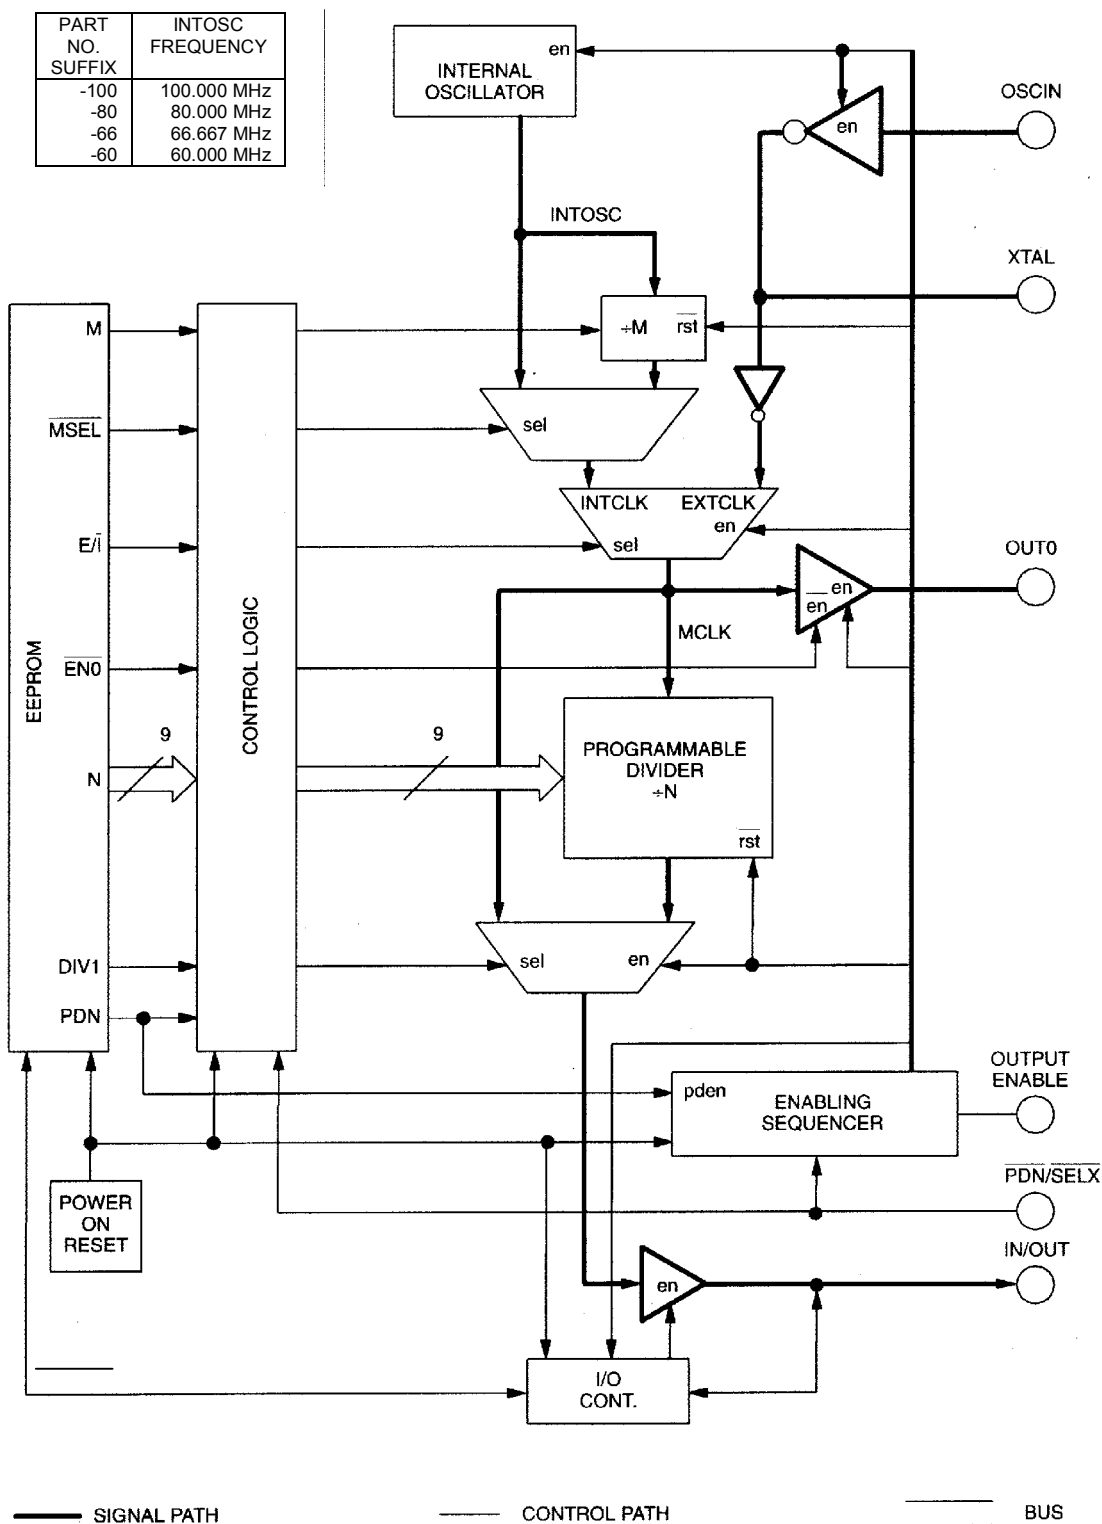 PART
NO.
SUFFIX
INTOSC
FREQUENCY
-100 100.000 MHz
-80 80.000 MHz
-66 66.667 MHz
-60 60.000 MHz
en
INTERNAL
OSCILLATOR
OSCIN
en
INTOSC
XTAL
M
÷M
rst
MSEL
sel
INTCLK
EXTCLK
en
E/I
sel
OUT0
en
en
MCLK
EN0
EEPROM
CONTROL LOGIC
9
9
N
PROGRAMMABLE
DIVIDER
÷N
rst
DIV1
sel
en
PDN
OUTPUT
ENABLE
pden
ENABLING
SEQUENCER
PDN/SELX
POWER
ON
RESET
IN/OUT
en
I/O
CONT.
SIGNAL PATH
CONTROL PATH
BUS